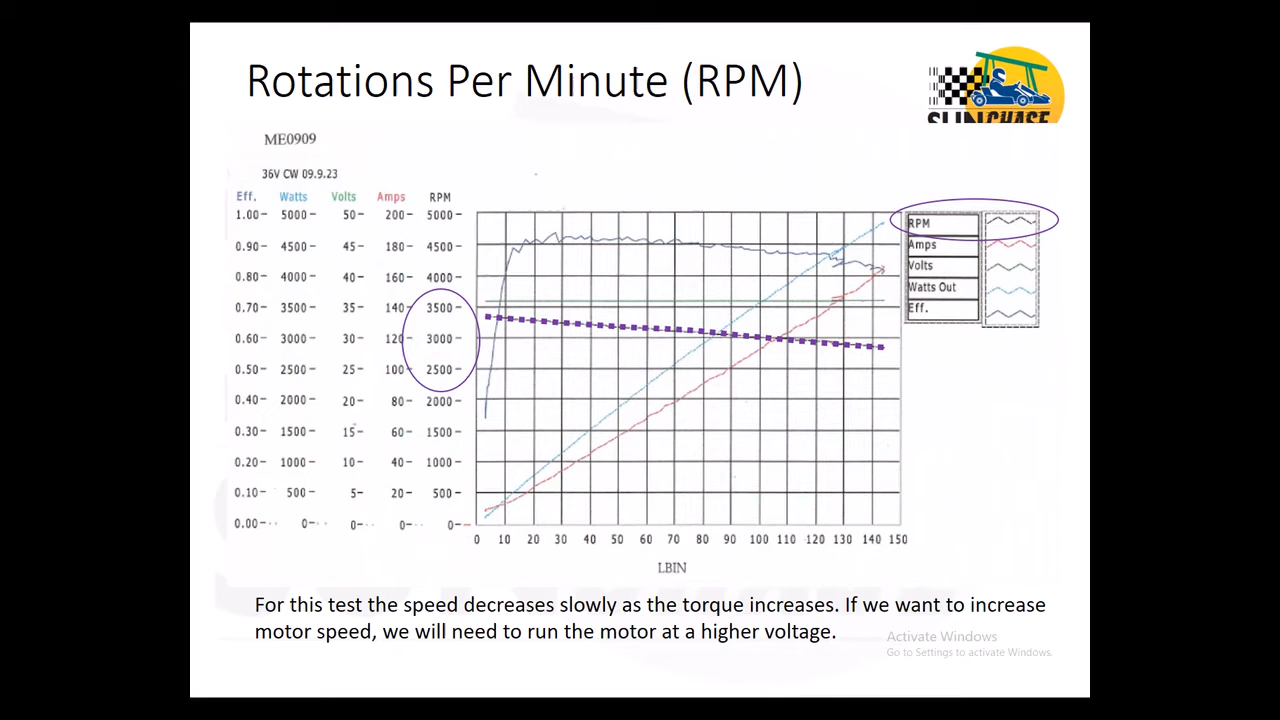 Rotations Per Minute (RPM)
SUNCHASE
ME0909
36V CW 09.9.23
Eff. Watts Volts Amps RPM
1.00 5000 50 200 5000
0.90 4500 45 180 4500
0.80 4000 40 160 4000
0.70 3500 35 140 3500
0.60 3000 30 120 3000
0.50 2500 25 100 2500
0.40 2000 20 80 2000
0.30 1500 15 60 1500
0.20 1000 10 40 1000
0.10 500 5 20 500
0.00 0 0 0 0
0 10 20 30 40 50 60 70 80 90 100 110 120 130 140 150
LBIN
RPM
Amps
Volts
Watts Out
Eff.
For this test the speed decreases slowly as the torque increases. If we want to increase
motor speed, we will need to run the motor at a higher voltage.
Activate Windows
Go to Settings to activate Windows.